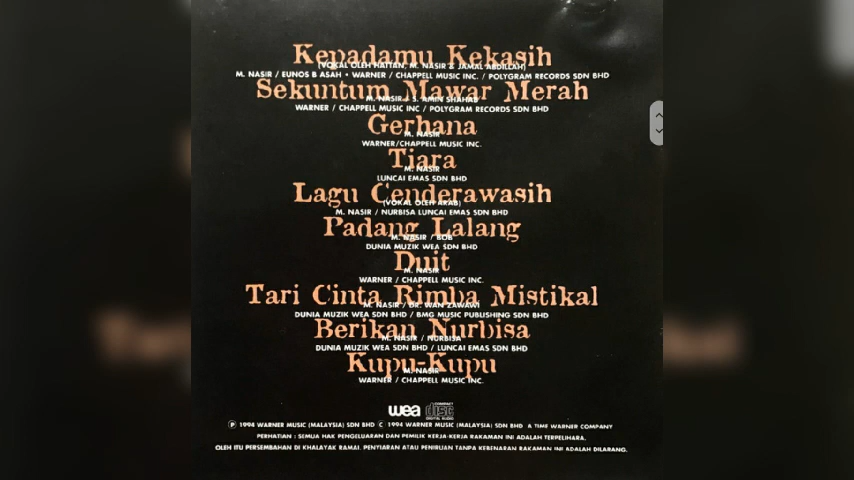 Kepadamu Kekasih
(VOKAL OLEH HATTAN, M. NASIR & JAMAL ABDILLAH)
M. NASIR / EUNOS B ASAH • WARNER / CHAPPELL MUSIC INC. / POLYGRAM RECORDS SDN BHD
Sekuntum Mawar Merah
M. NASIR / S. AMIN SHAHAB
WARNER / CHAPPELL MUSIC INC / POLYGRAM RECORDS SDN BHD
Gerhana
M. NASIR
WARNER/CHAPPELL MUSIC INC.
Tiara
M. NASIR
LUNCAI EMAS SDN BHD
Lagu Cenderawasih
(VOKAL OLEH ARAB)
M. NASIR / NURBISA LUNCAI EMAS SDN BHD
Padang Lalang
M. NASIR / BOB
DUNIA MUZIK WEA SDN BHD
Duit
M. NASIR
WARNER / CHAPPELL MUSIC INC.
Tari Cinta Rimba Mistikal
M. NASIR / DR. WAN ZAWAWI
DUNIA MUZIK WEA SDN BHD / BMG MUSIC PUBLISHING SDN BHD
Berikan Nurbisa
M. NASIR / NURBISA
DUNIA MUZIK WEA SDN BHD / LUNCAI EMAS SDN BHD
Kupu-Kupu
M. NASIR
WARNER / CHAPPELL MUSIC INC.
wea COMPACT disc DIGITAL AUDIO
℗ 1994 WARNER MUSIC (MALAYSIA) SDN BHD © 1994 WARNER MUSIC (MALAYSIA) SDN BHD A TIME WARNER COMPANY
PERHATIAN : SEMUA HAK PENGELUARAN DAN PEMILIK KERJA-KERJA RAKAMAN INI ADALAH TERPELIHARA.
OLEH ITU PERSEMBAHAN DI KHALAYAK RAMAI, PENYIARAN ATAU PENIRUAN TANPA KEBENARAN RAKAMAN INI ADALAH DILARANG.